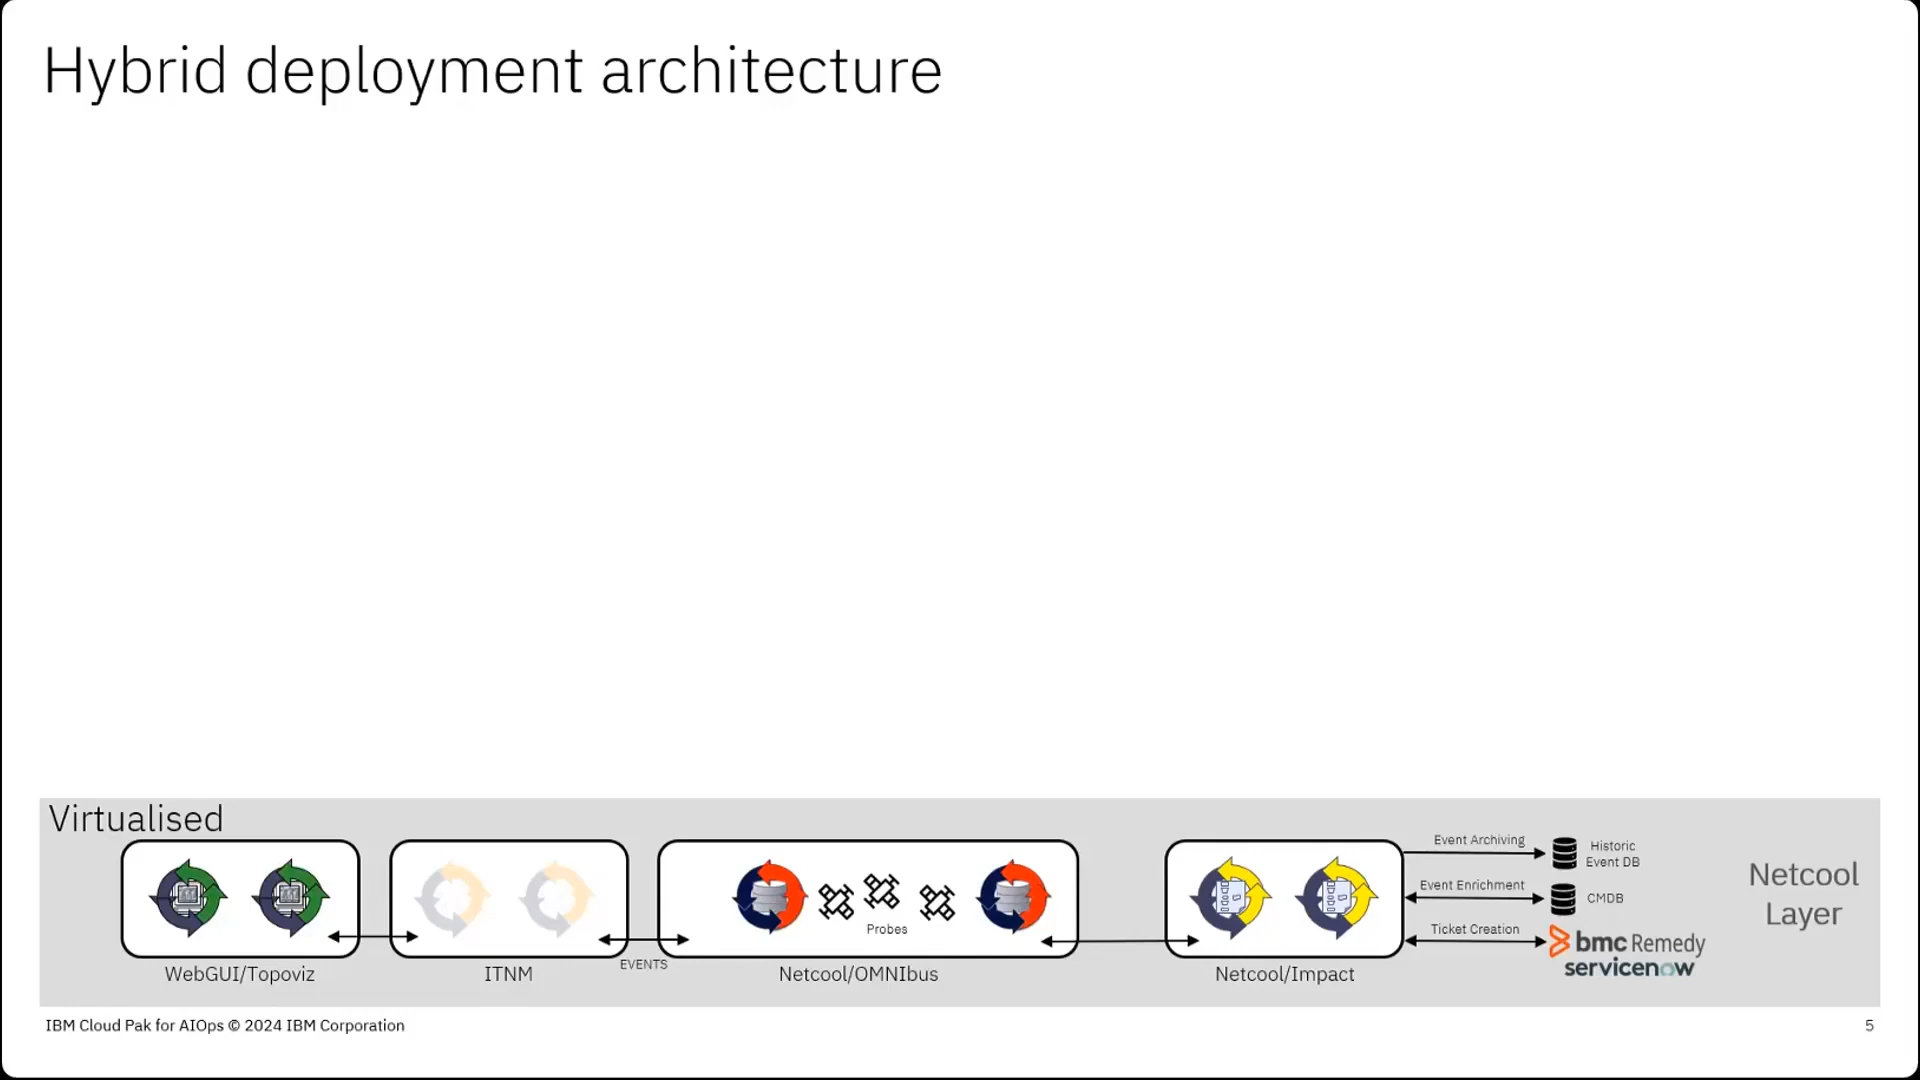 Hybrid deployment architecture
Virtualised
WebGUI/Topoviz
ITNM
EVENTS
Probes
Netcool/OMNIbus
Netcool/Impact
Event Archiving
Historic
Event DB
Event Enrichment
CMDB
Ticket Creation
bmc Remedy
servicenow
Netcool
Layer
IBM Cloud Pak for AIOps © 2024 IBM Corporation
5